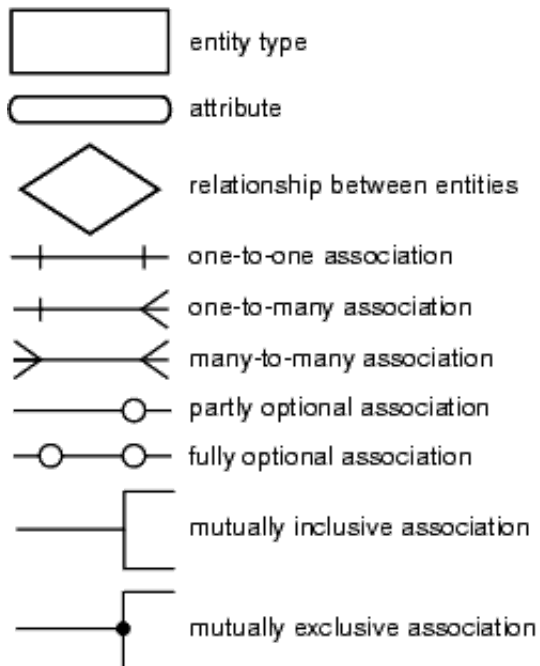 entity type
attribute
relationship between entities
one-to-one association
one-to-many association
many-to-many association
partly optional association
fully optional association
mutually inclusive association
mutually exclusive association